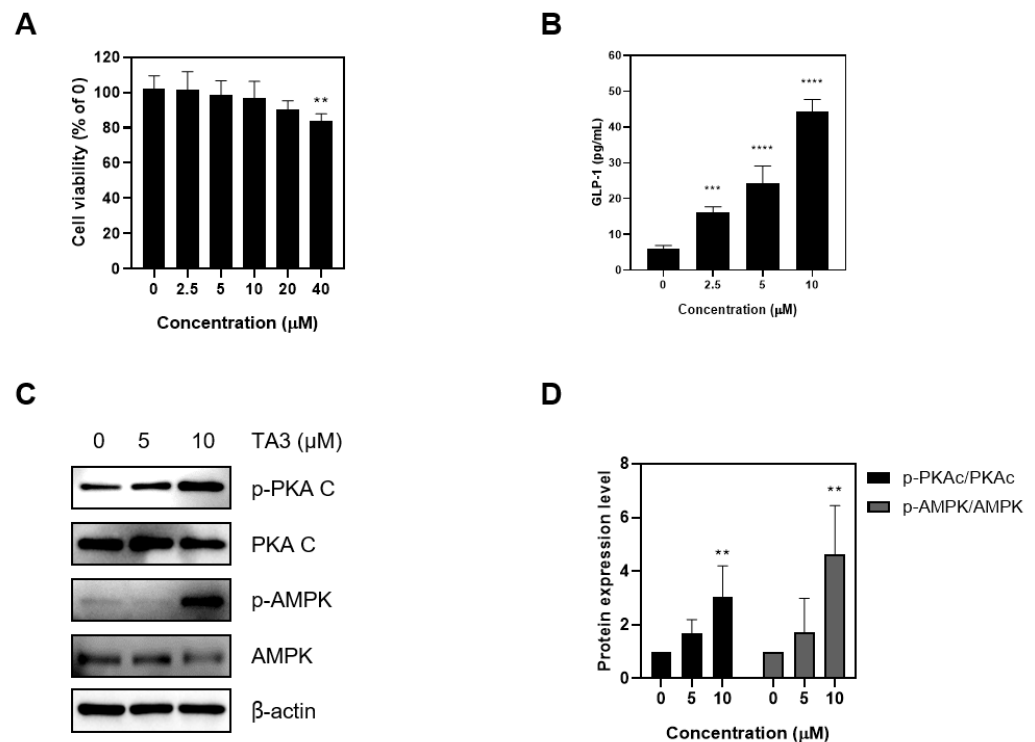 A
120
100
80
60
40
20
0
Cell viability (% of 0)
**
0 2.5 5 10 20 40
Concentration (μM)
B
60
50
40
30
20
10
0
GLP-1 (pg/mL)
***
****
****
0 2.5 5 10
Concentration (μM)
C
0 5 10 TA3 (μM)
p-PKA C
PKA C
p-AMPK
AMPK
β-actin
D
8
6
4
2
0
Protein expression level
**
**
0 5 10 0 5 10
Concentration (μM)
p-PKAc/PKAc
p-AMPK/AMPK